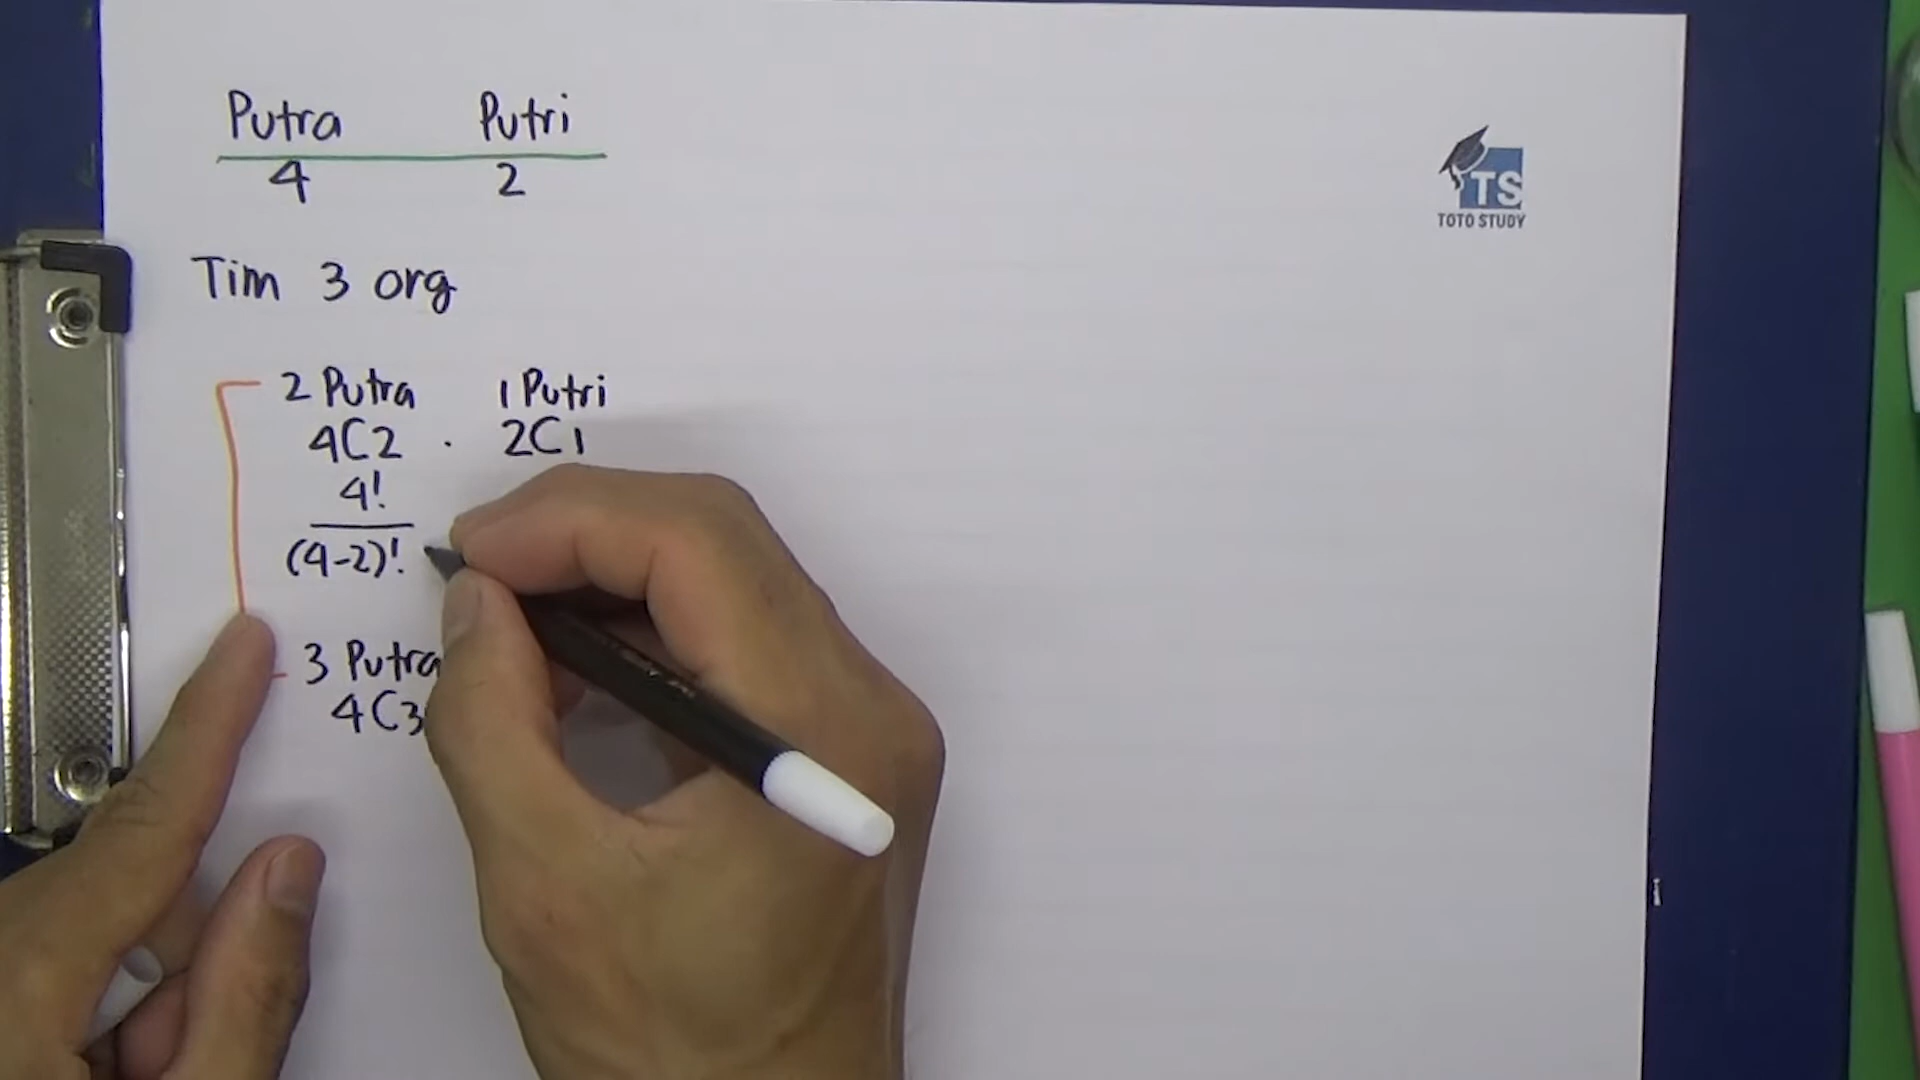 Putra Putri
4 2
Tim 3 org
2 Putra 1 Putri
4C2 . 2C1
4!
(4-2)!
3 Putra
4C3
TS
TOTO STUDY